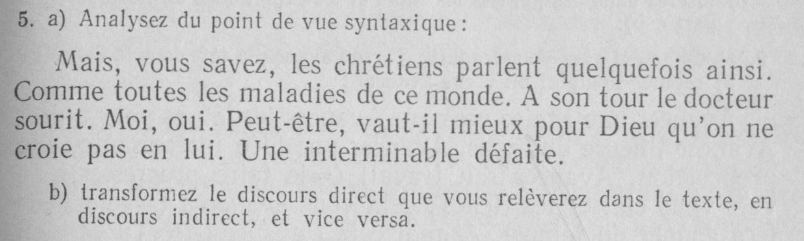 5. a) Analysez du point de vue syntaxique :
Mais, vous savez, les chrétiens parlent quelquefois ainsi.
Comme toutes les maladies de ce monde. A son tour le docteur
sourit. Moi, oui. Peut-être, vaut-il mieux pour Dieu qu'on ne
croie pas en lui. Une interminable défaite.
b) transformez le discours direct que vous relèverez dans le texte, en
discours indirect, et vice versa.